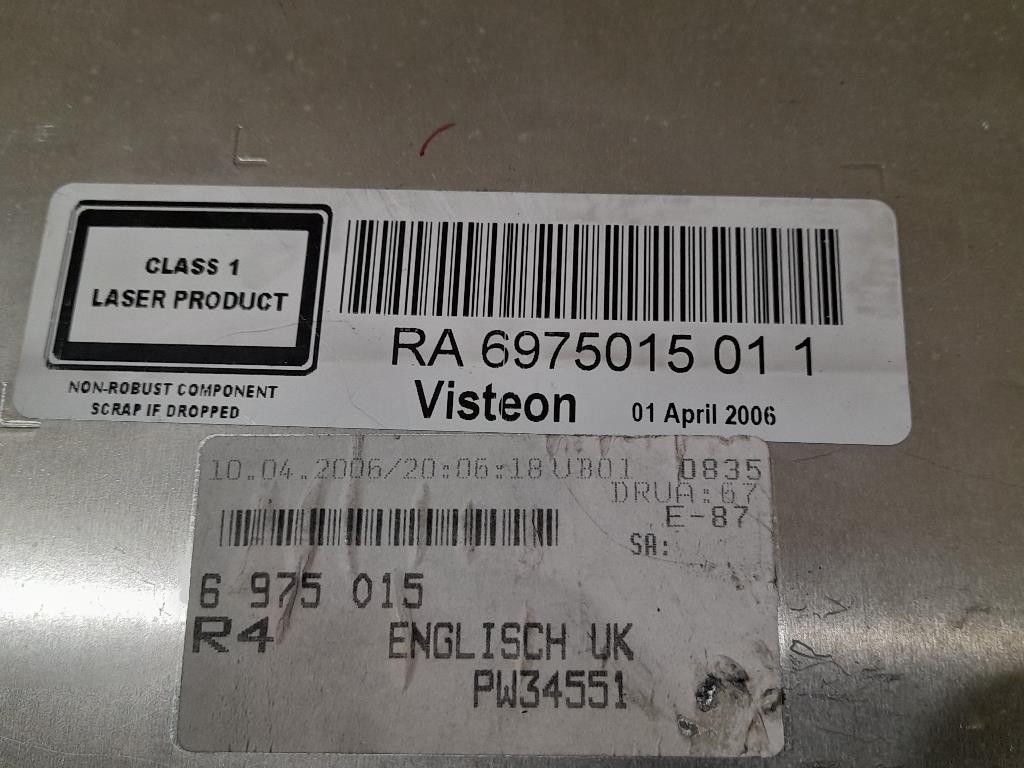 CLASS 1
LASER PRODUCT
NON-ROBUST COMPONENT
SCRAP IF DROPPED
RA 6975015 01 1
Visteon 01 April 2006
10.04.2006/20:06:18 UB01 0835
DRUA:67
E-87
SA:
6 975 015
R4 ENGLISCH UK
PW34551